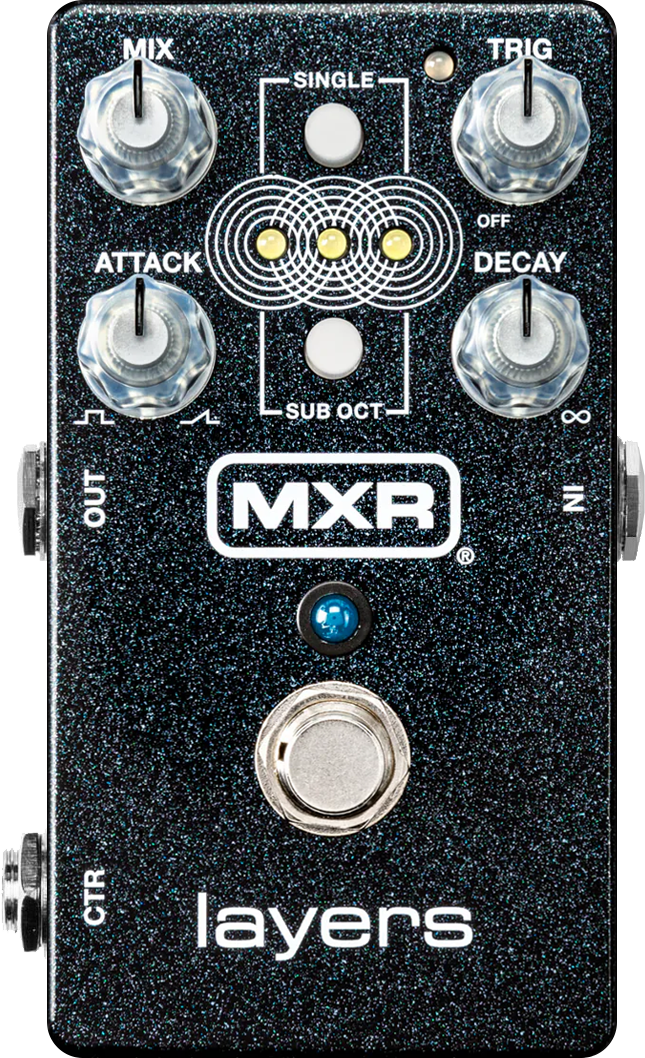 MIX
TRIG
SINGLE
OFF
ATTACK
DECAY
SUB OCT
∞
OUT
IN
MXR®
CTR
layers